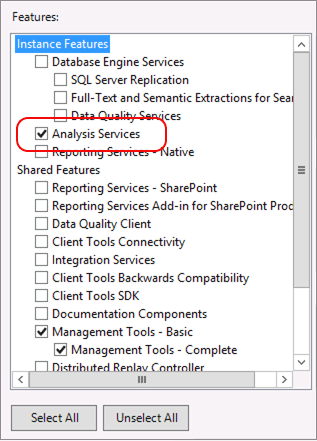 Features:
Instance Features
Database Engine Services
SQL Server Replication
Full-Text and Semantic Extractions for Sear
Data Quality Services
Analysis Services
Reporting Services - Native
Shared Features
Reporting Services - SharePoint
Reporting Services Add-in for SharePoint Prod
Data Quality Client
Client Tools Connectivity
Integration Services
Client Tools Backwards Compatibility
Client Tools SDK
Documentation Components
Management Tools - Basic
Management Tools - Complete
Distributed Replay Controller
Select All
Unselect All